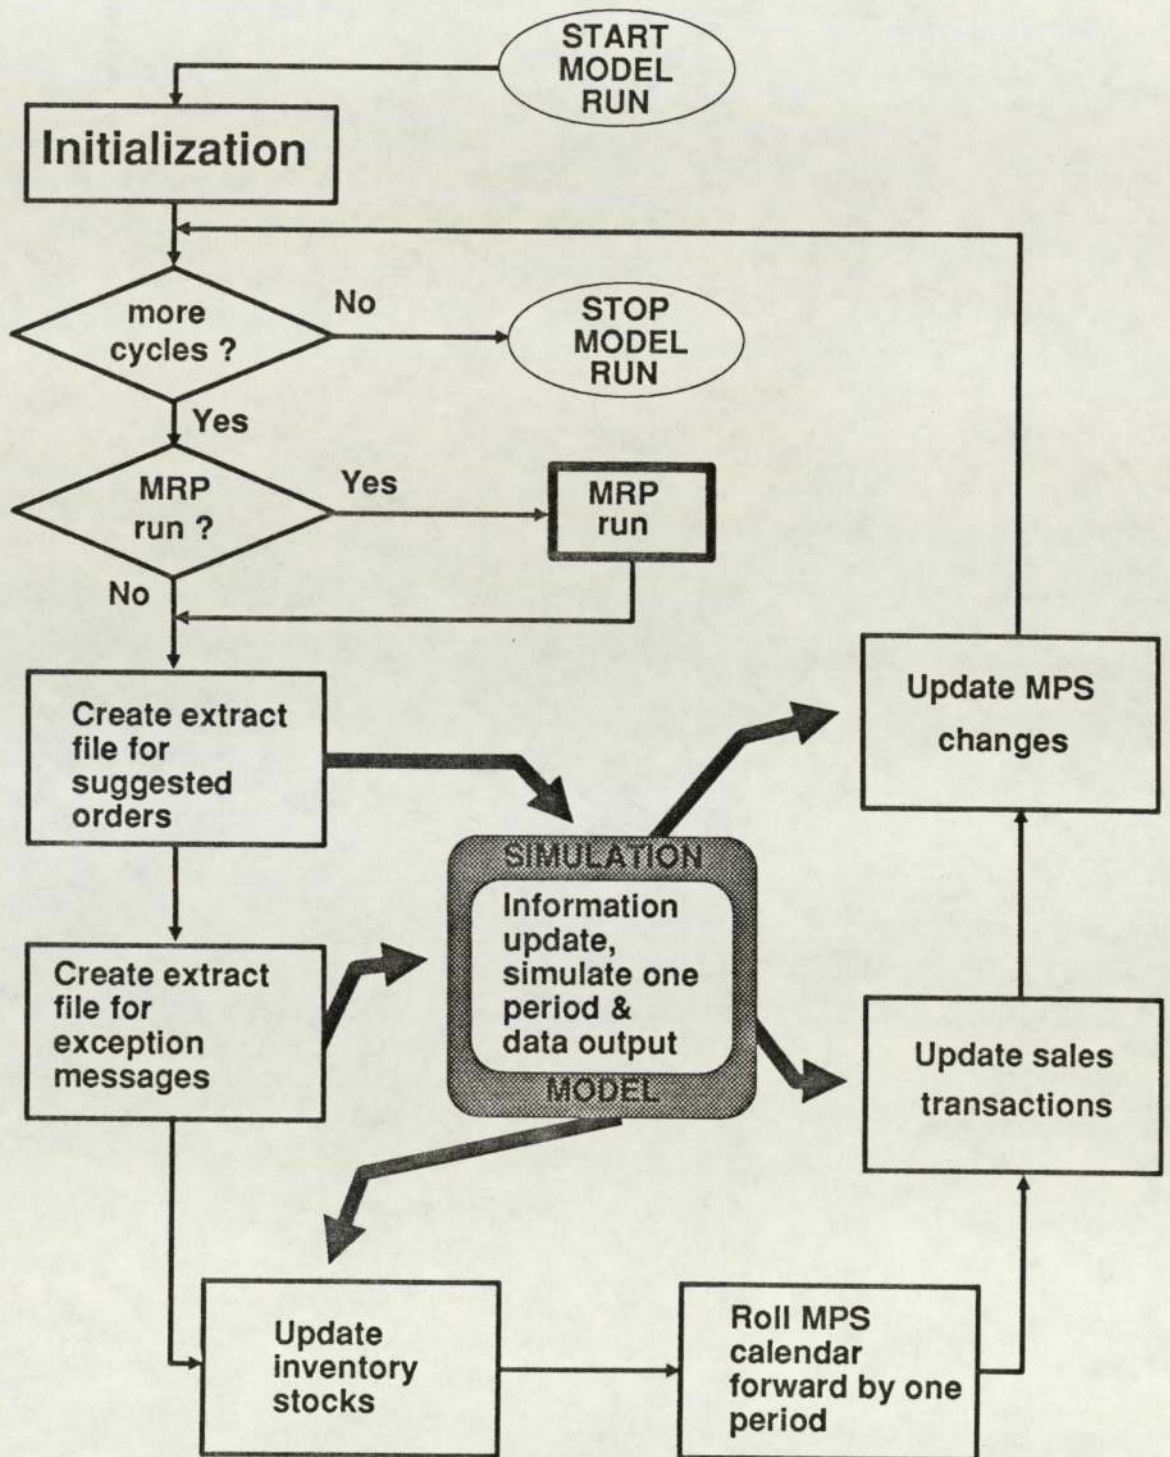 START
MODEL
RUN
Initialization
more
cycles ?
No
STOP
MODEL
RUN
Yes
MRP
run ?
Yes
MRP
run
No
Create extract
file for
suggested
orders
Update MPS
changes
SIMULATION
Information
update,
simulate one
period &
data output
MODEL
Create extract
file for
exception
messages
Update sales
transactions
Update
inventory
stocks
Roll MPS
calendar
forward by one
period